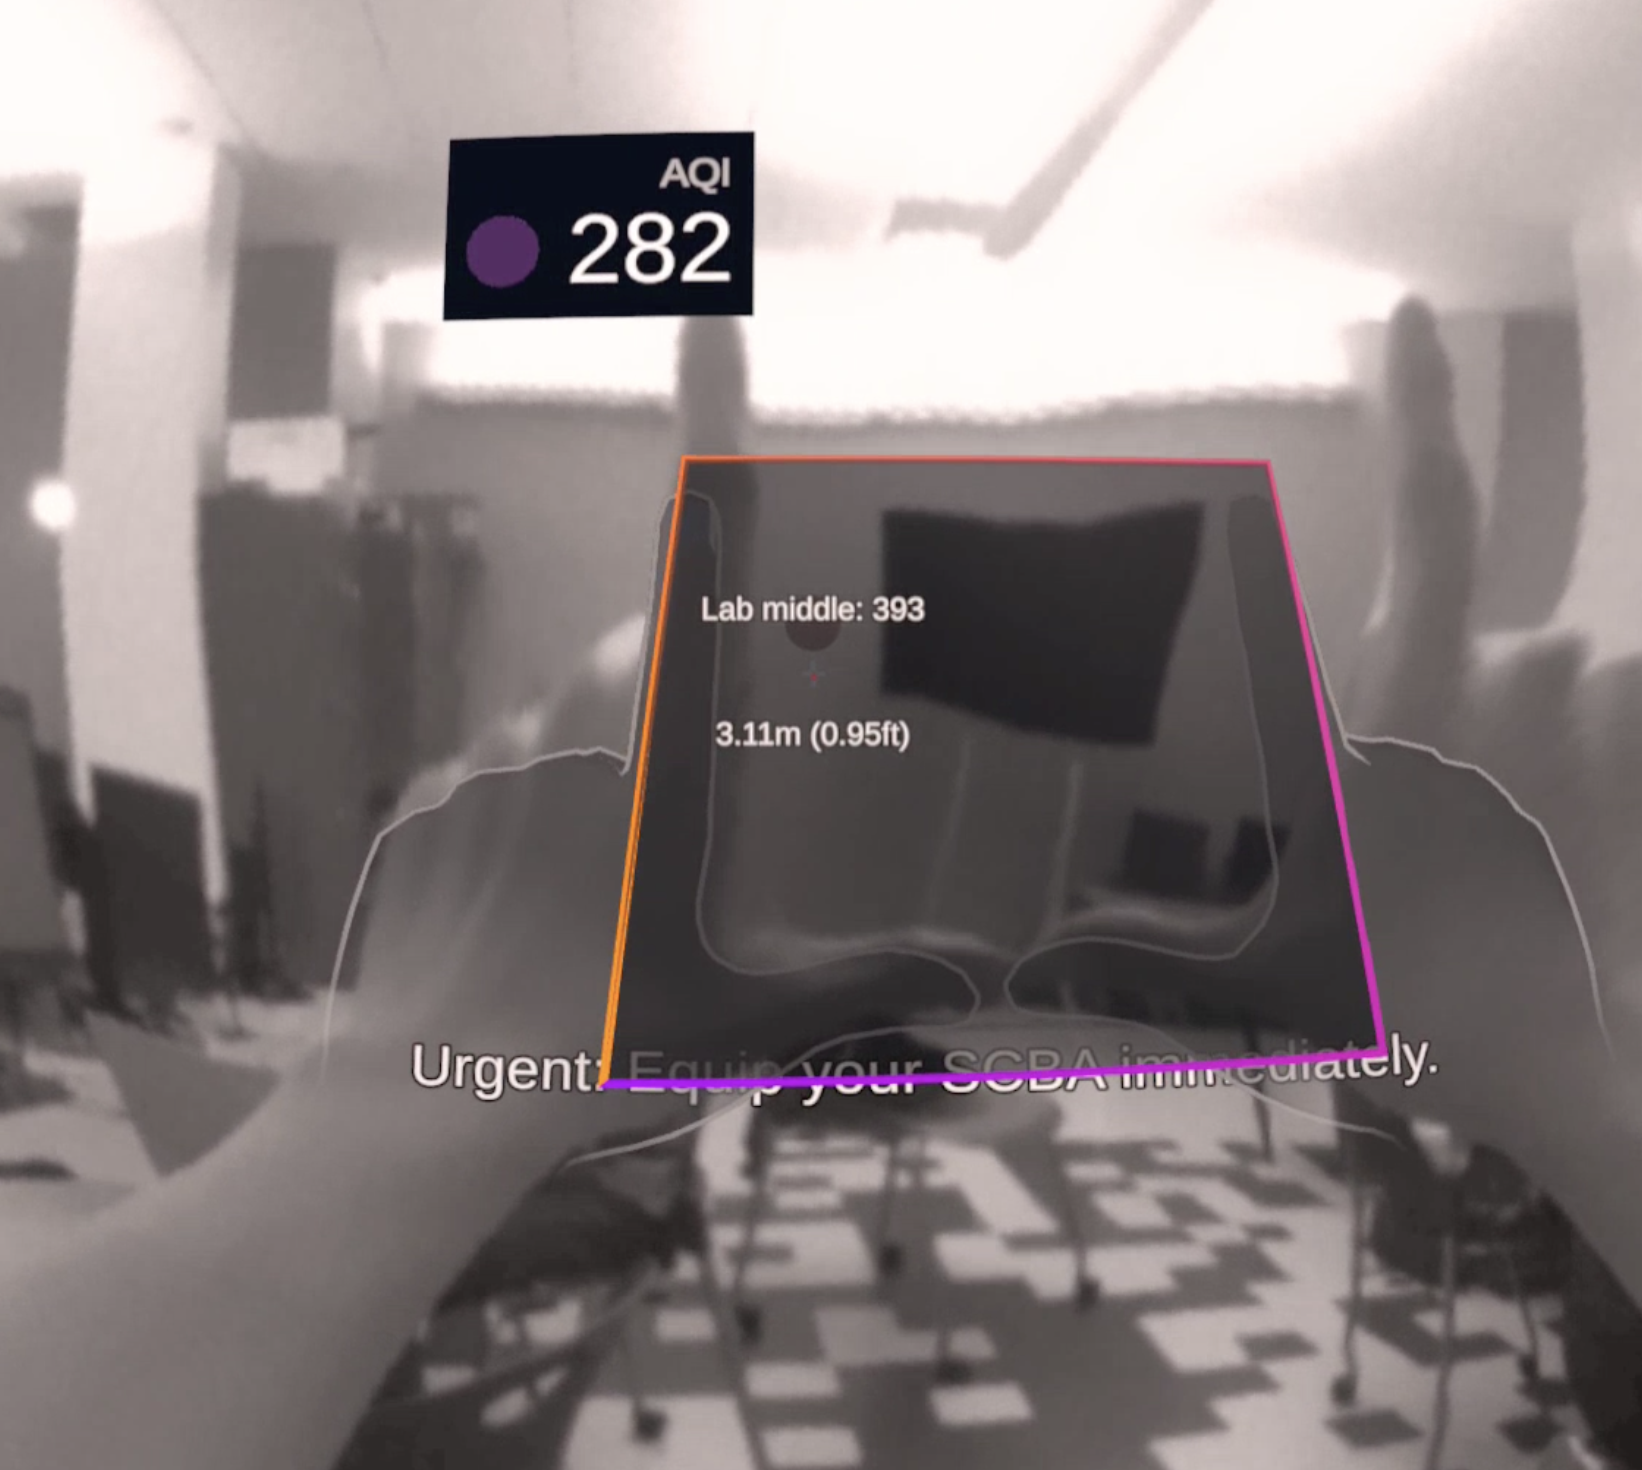 AQI
282
Lab middle: 393
3.11m (0.95ft)
Urgent: Equip your SCBA immediately.